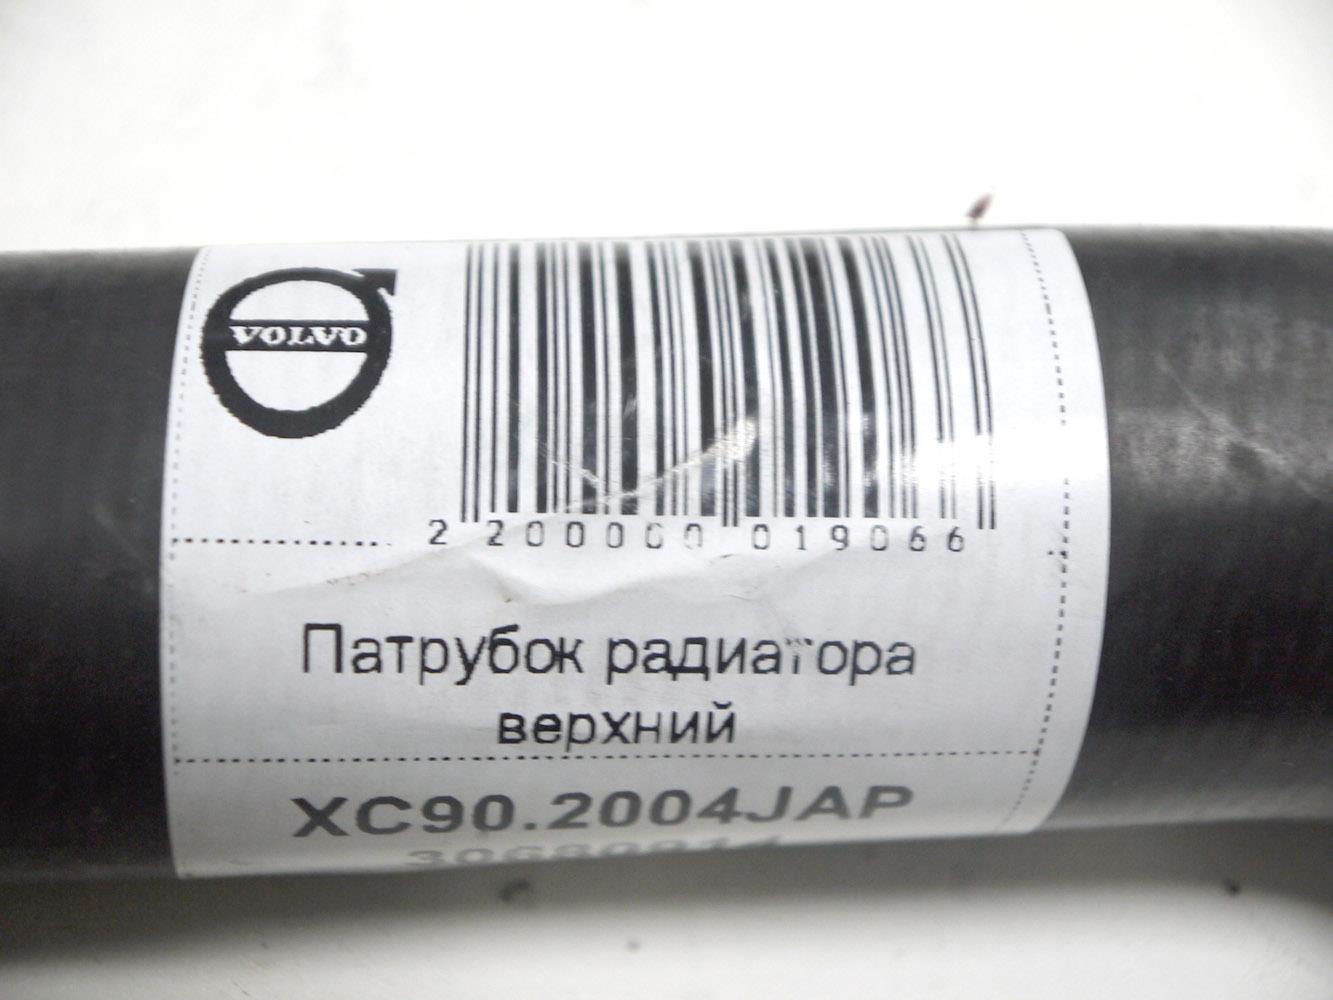 VOLVO
2 200000 019066
Патрубок радиатора
верхний
XC90.2004JAP